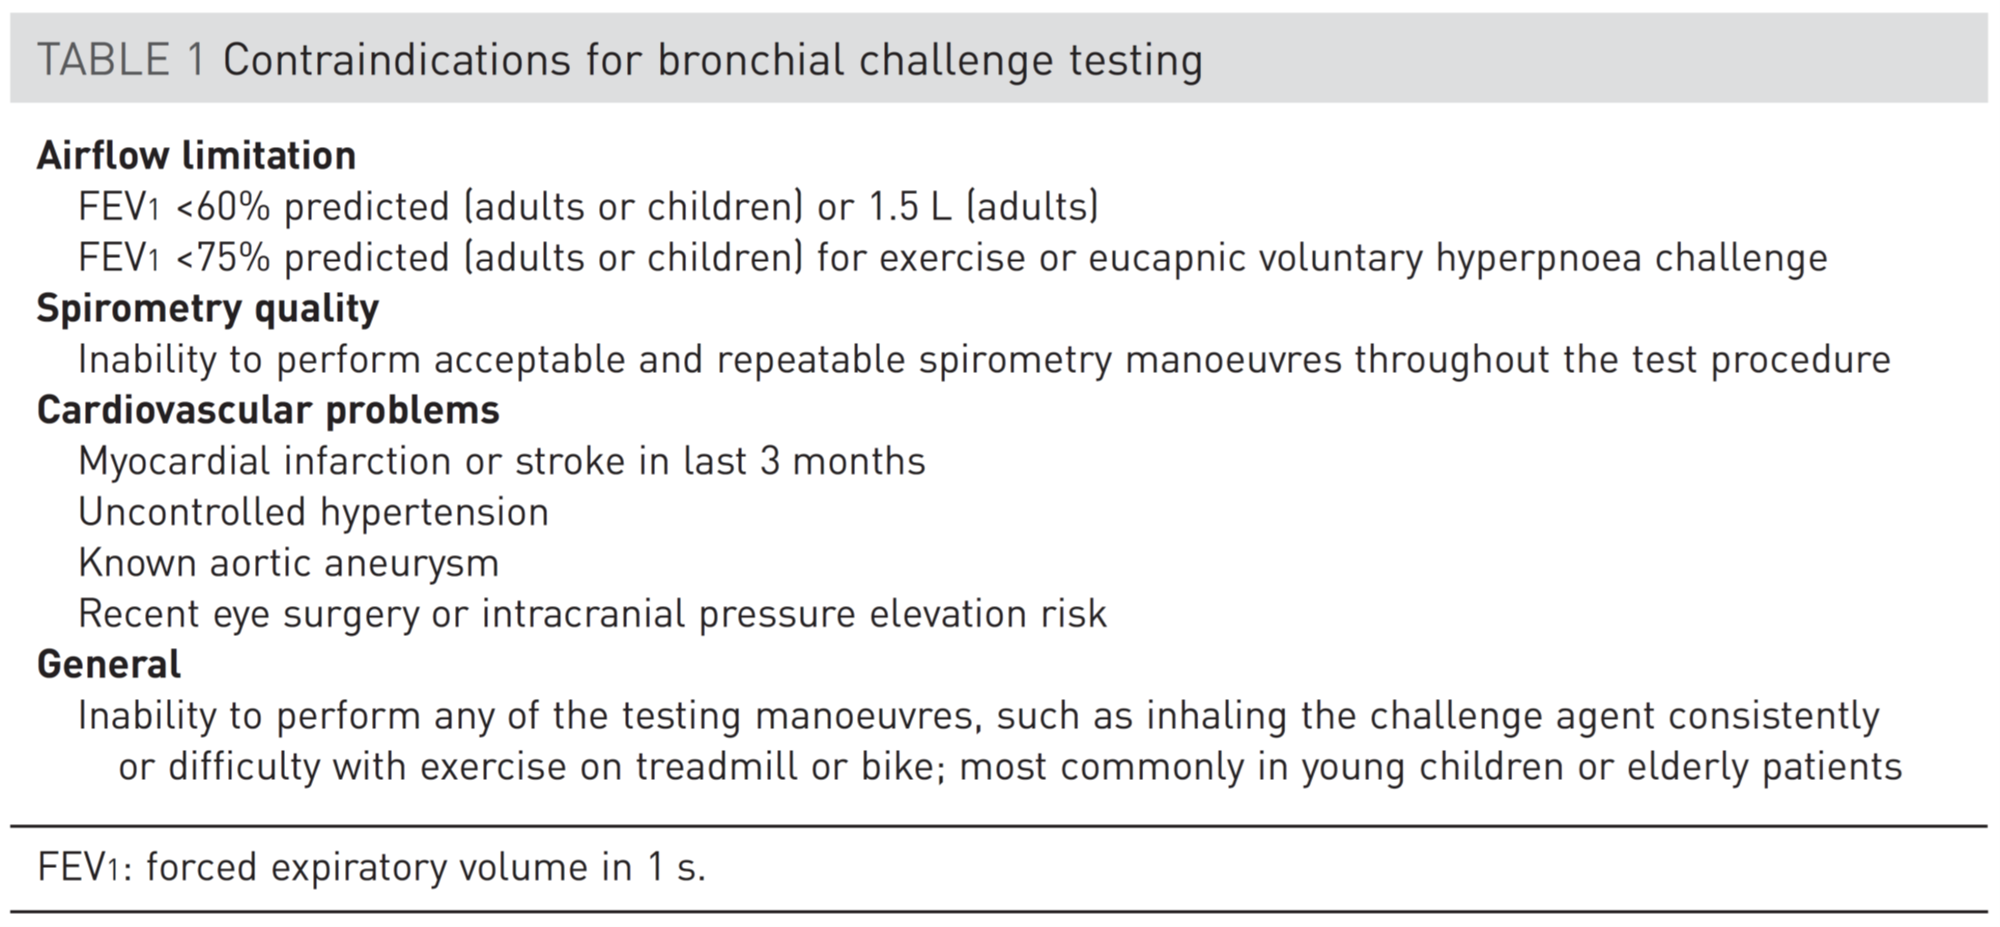 TABLE 1 Contraindications for bronchial challenge testing
Airflow limitation
FEV1 <60% predicted (adults or children) or 1.5 L (adults)
FEV1 <75% predicted (adults or children) for exercise or eucapnic voluntary hyperpnoea challenge
Spirometry quality
Inability to perform acceptable and repeatable spirometry manoeuvres throughout the test procedure
Cardiovascular problems
Myocardial infarction or stroke in last 3 months
Uncontrolled hypertension
Known aortic aneurysm
Recent eye surgery or intracranial pressure elevation risk
General
Inability to perform any of the testing manoeuvres, such as inhaling the challenge agent consistently
or difficulty with exercise on treadmill or bike; most commonly in young children or elderly patients
FEV1: forced expiratory volume in 1 s.